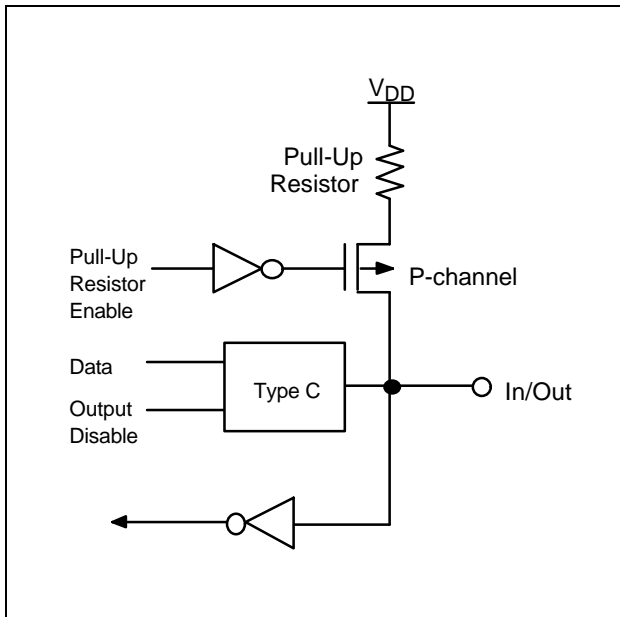 VDD
Pull-Up
Resistor
Pull-Up
Resistor
Enable
P-channel
Data
Type C
In/Out
Output
Disable